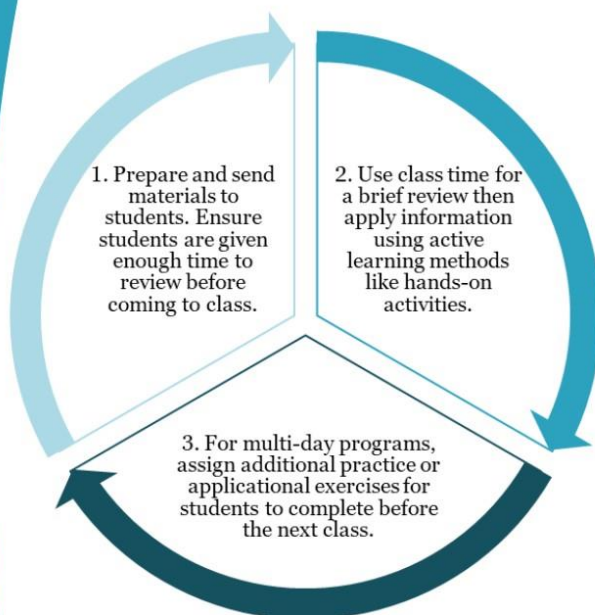 1. Prepare and send
materials to
students. Ensure
students are given
enough time to
review before
coming to class.
2. Use class time for
a brief review then
apply information
using active
learning methods
like hands-on
activities.
3. For multi-day programs,
assign additional practice or
applicational exercises for
students to complete before
the next class.